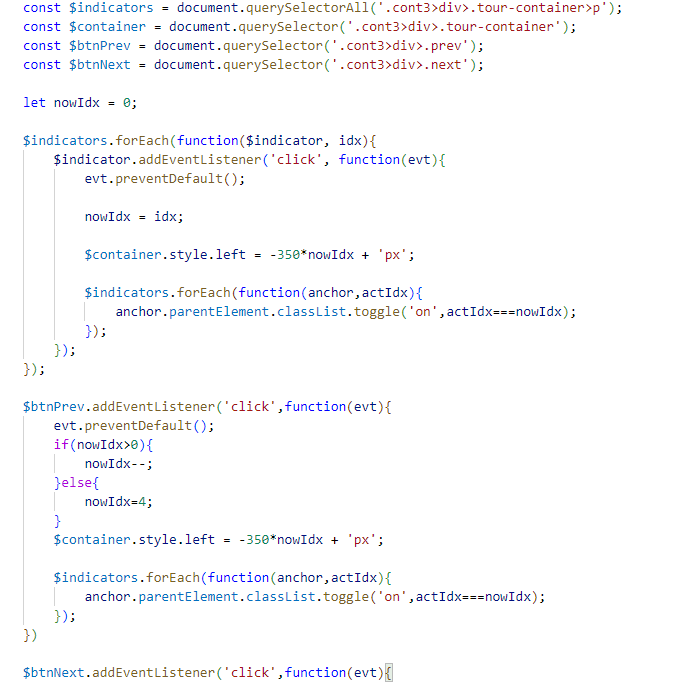 const $indicators = document.querySelectorAll('.cont3>div>.tour-container>p');
const $container = document.querySelector('.cont3>div>.tour-container');
const $btnPrev = document.querySelector('.cont3>div>.prev');
const $btnNext = document.querySelector('.cont3>div>.next');

let nowIdx = 0;

$indicators.forEach(function($indicator, idx){
    $indicator.addEventListener('click', function(evt){
        evt.preventDefault();

        nowIdx = idx;

        $container.style.left = -350*nowIdx + 'px';

        $indicators.forEach(function(anchor,actIdx){
            anchor.parentElement.classList.toggle('on',actIdx===nowIdx);
        });
    });
});

$btnPrev.addEventListener('click',function(evt){
    evt.preventDefault();
    if(nowIdx>0){
        nowIdx--;
    }else{
        nowIdx=4;
    }
    $container.style.left = -350*nowIdx + 'px';

    $indicators.forEach(function(anchor,actIdx){
        anchor.parentElement.classList.toggle('on',actIdx===nowIdx);
    });
})

$btnNext.addEventListener('click',function(evt){